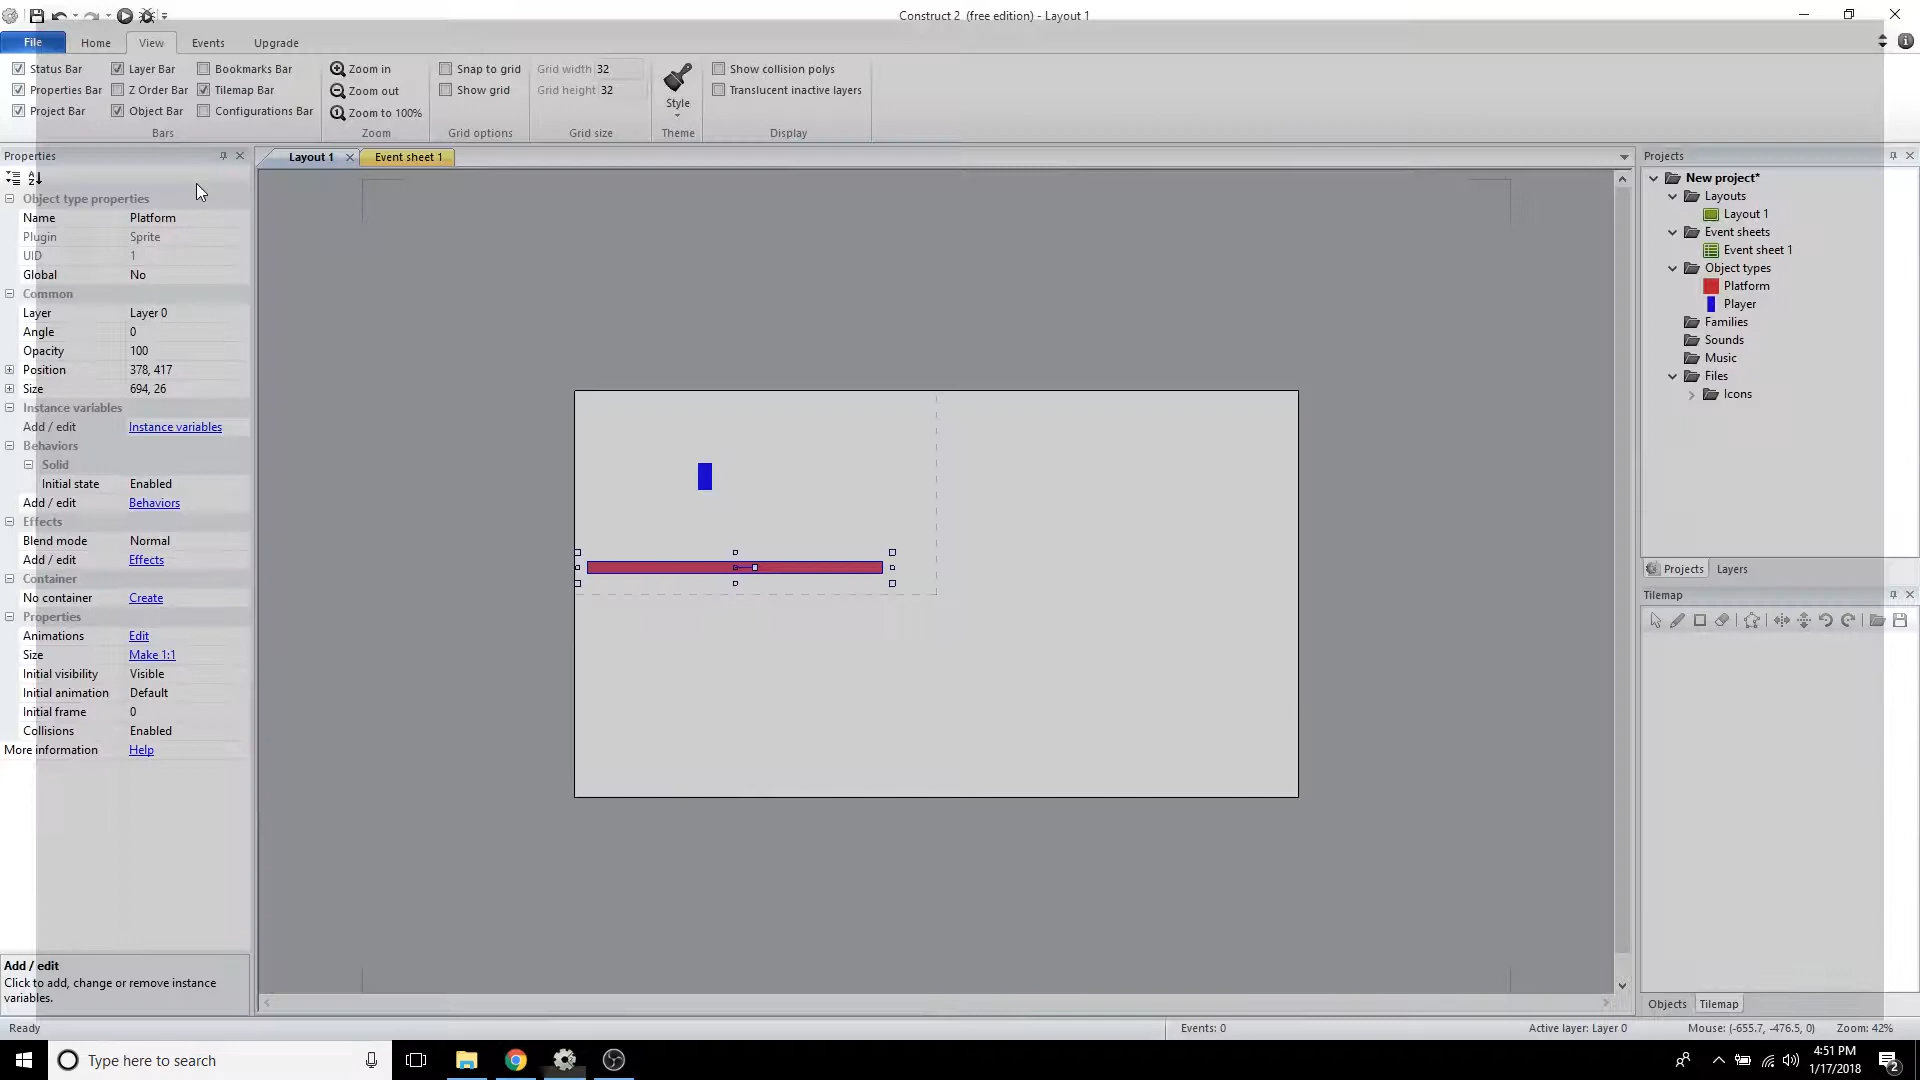 Construct 2 (free edition) - Layout 1
File Home View Events Upgrade
Status Bar Layer Bar Bookmarks Bar Zoom in Snap to grid Grid width 32 Show collision polys
Properties Bar Z Order Bar Tilemap Bar Zoom out Show grid Grid height 32 Translucent inactive layers
Project Bar Object Bar Configurations Bar Zoom to 100% Style
Bars Zoom Grid options Grid size Theme Display
Properties
Object type properties
Name Platform
Plugin Sprite
UID 1
Global No
Common
Layer Layer 0
Angle 0
Opacity 100
Position 378, 417
Size 694, 26
Instance variables
Add / edit Instance variables
Behaviors
Solid
Initial state Enabled
Add / edit Behaviors
Effects
Blend mode Normal
Add / edit Effects
Container
No container Create
Properties
Animations Edit
Size Make 1:1
Initial visibility Visible
Initial animation Default
Initial frame 0
Collisions Enabled
More information Help
Add / edit
Click to add, change or remove instance
variables.
Layout 1 Event sheet 1
Projects
New project*
Layouts
Layout 1
Event sheets
Event sheet 1
Object types
Platform
Player
Families
Sounds
Music
Files
Icons
Projects Layers
Tilemap
Objects Tilemap
Ready Events: 0 Active layer: Layer 0 Mouse: (-655.7, -476.5, 0) Zoom: 42%
Type here to search
4:51 PM
1/17/2018
2